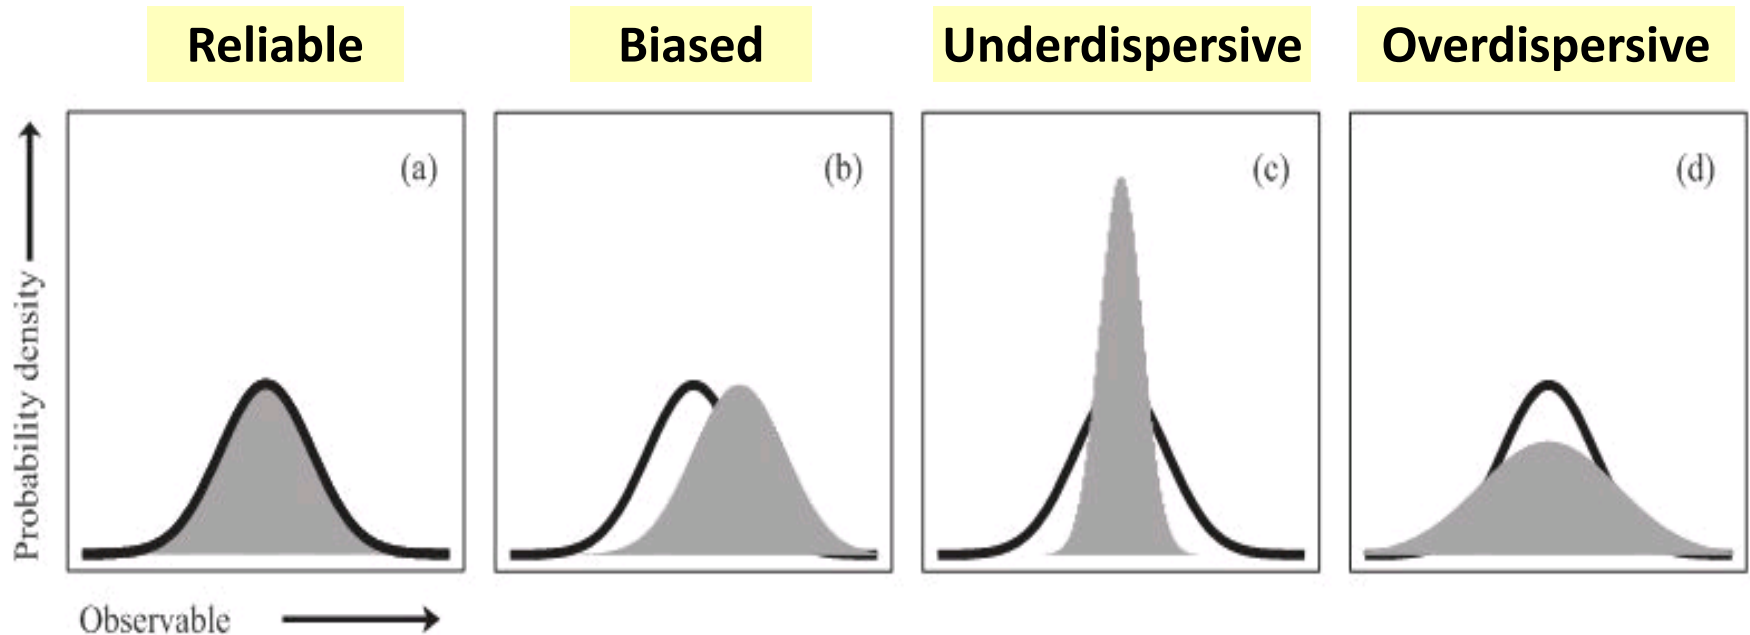 Reliable
Biased
Underdispersive
Overdispersive
(a)
(b)
(c)
(d)
Probability density
Observable